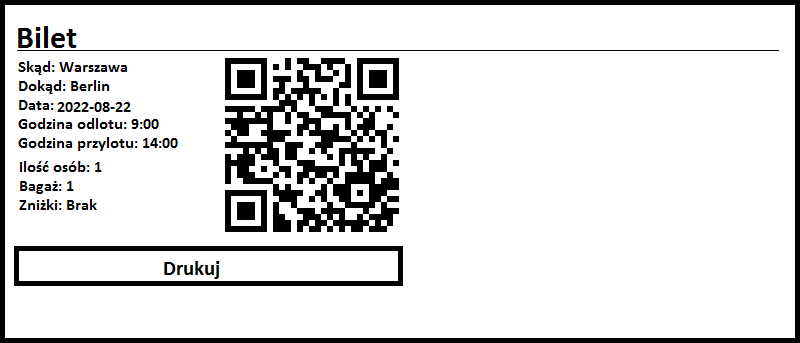 Bilet
Skąd: Warszawa
Dokąd: Berlin
Data: 2022-08-22
Godzina odlotu: 9:00
Godzina przylotu: 14:00
Ilość osób: 1
Bagaż: 1
Zniżki: Brak
Drukuj